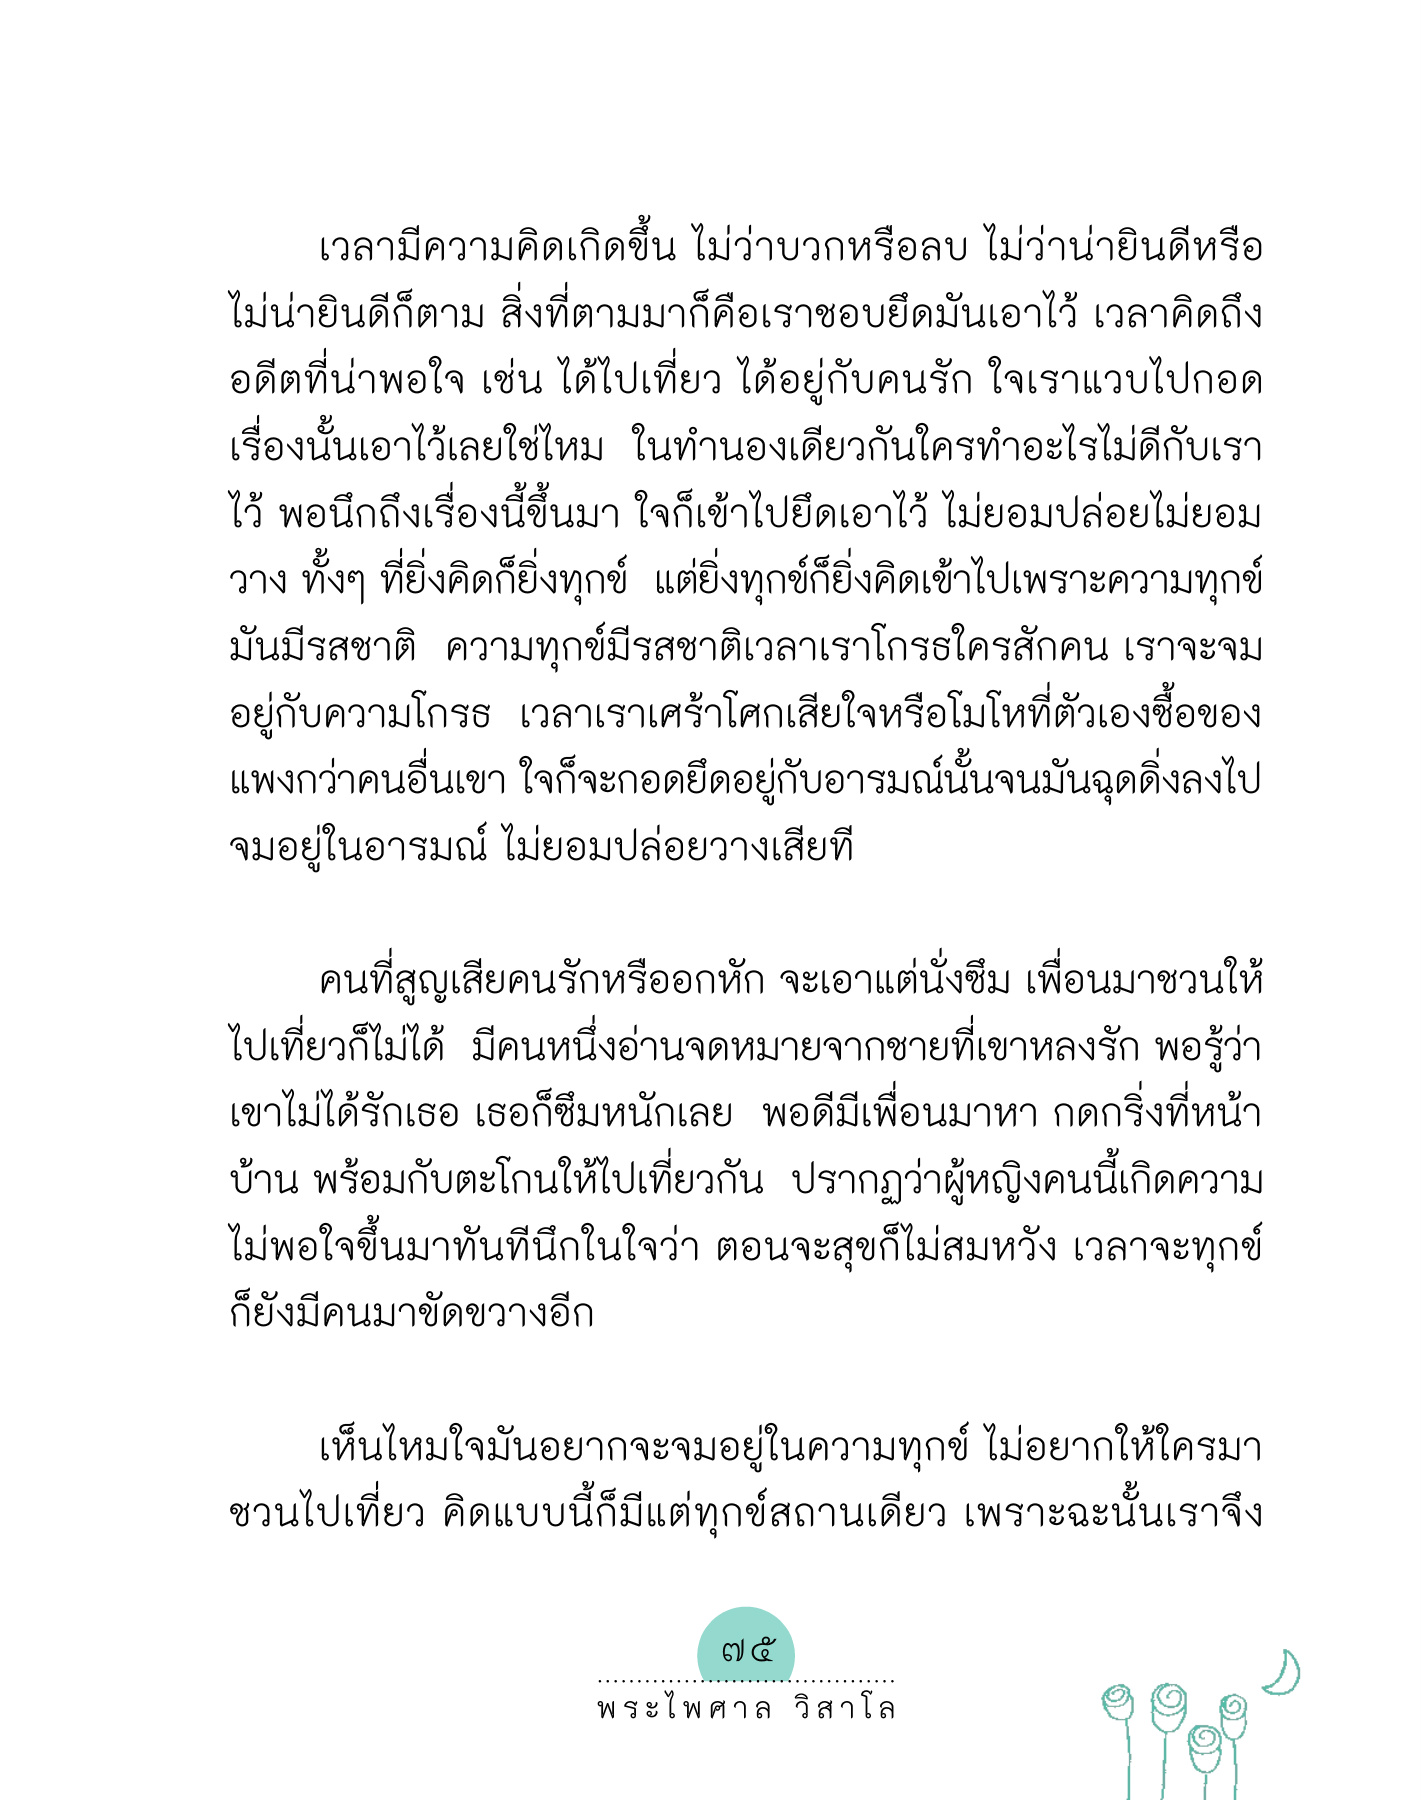 เวลามีความคิดเกิดขึ้น ไม่ว่าบวกหรือลบ ไม่ว่าน่ายินดีหรือ
ไม่น่ายินดีก็ตาม สิ่งที่ตามมาก็คือเราชอบยึดมันเอาไว้ เวลาคิดถึง
อดีตที่น่าพอใจ เช่น ได้ไปเที่ยว ได้อยู่กับคนรัก ใจเราแวบไปกอด
เรื่องนั้นเอาไว้เลยใช่ไหม ในทำนองเดียวกันใครทำอะไรไม่ดีกับเรา
ไว้ พอนึกถึงเรื่องนี้ขึ้นมา ใจก็เข้าไปยึดเอาไว้ ไม่ยอมปล่อยไม่ยอม
วาง ทั้งๆ ที่ยิ่งคิดก็ยิ่งทุกข์ แต่ยิ่งทุกข์ก็ยิ่งคิดเข้าไปเพราะความทุกข์
มันมีรสชาติ ความทุกข์มีรสชาติเวลาเราโกรธใครสักคน เราจะจม
อยู่กับความโกรธ เวลาเราเศร้าโศกเสียใจหรือโมโหที่ตัวเองซื้อของ
แพงกว่าคนอื่นเขา ใจก็จะกอดยึดอยู่กับอารมณ์นั้นจนมันฉุดดิ่งลงไป
จมอยู่ในอารมณ์ ไม่ยอมปล่อยวางเสียที
คนที่สูญเสียคนรักหรืออกหัก จะเอาแต่นั่งซึม เพื่อนมาชวนให้
ไปเที่ยวก็ไม่ได้ มีคนหนึ่งอ่านจดหมายจากชายที่เขาหลงรัก พอรู้ว่า
เขาไม่ได้รักเธอ เธอก็ซึมหนักเลย พอดีมีเพื่อนมาหา กดกริ่งที่หน้า
บ้าน พร้อมกับตะโกนให้ไปเที่ยวกัน ปรากฏว่าผู้หญิงคนนี้เกิดความ
ไม่พอใจขึ้นมาทันทีนึกในใจว่า ตอนจะสุขก็ไม่สมหวัง เวลาจะทุกข์
ก็ยังมีคนมาขัดขวางอีก
เห็นไหมใจมันอยากจะจมอยู่ในความทุกข์ ไม่อยากให้ใครมา
ชวนไปเที่ยว คิดแบบนี้ก็มีแต่ทุกข์สถานเดียว เพราะฉะนั้นเราจึง
๗๕
พระไพศาล วิสาโล